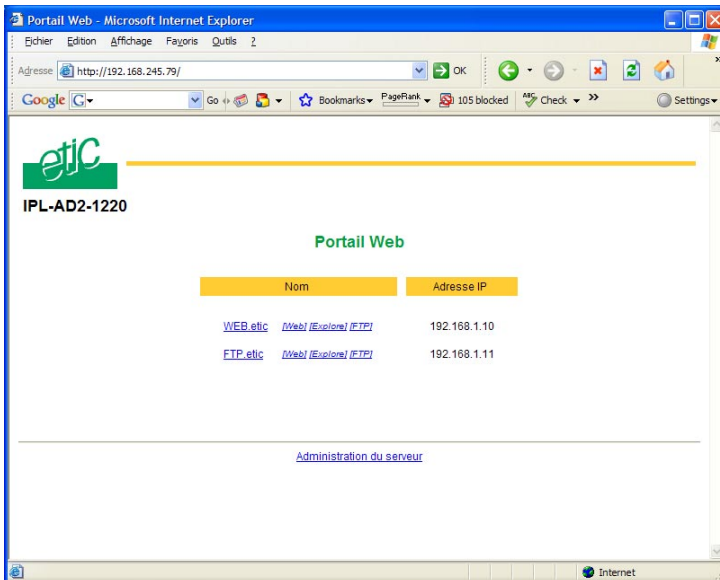 Portail Web - Microsoft Internet Explorer
Fichier Edition Affichage Favoris Outils ?
Adresse http://192.168.245.79/ OK
Google G Go Bookmarks PageRank 105 blocked ABC Check Settings
etic
IPL-AD2-1220
Portail Web
Nom Adresse IP
WEB.etic [Web] [Explore] [FTP] 192.168.1.10
FTP.etic [Web] [Explore] [FTP] 192.168.1.11
Administration du serveur
Internet